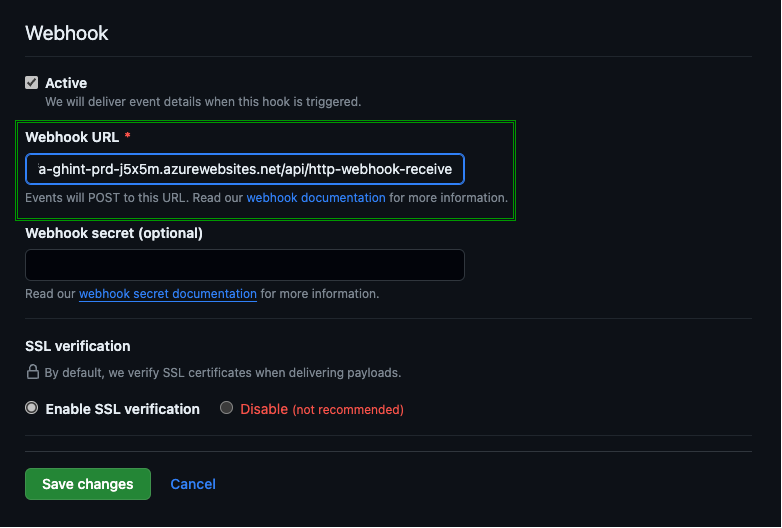 Webhook
Active
We will deliver event details when this hook is triggered.
Webhook URL *
a-ghint-prd-j5x5m.azurewebsites.net/api/http-webhook-receive
Events will POST to this URL. Read our webhook documentation for more information.
Webhook secret (optional)
Read our webhook secret documentation for more information.
SSL verification
By default, we verify SSL certificates when delivering payloads.
Enable SSL verification Disable (not recommended)
Save changes Cancel